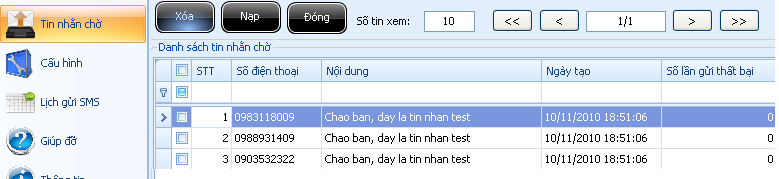 Tin nhắn chờ
Cấu hình
Lịch gửi SMS
Giúp đỡ
Thông tin
Xóa Nạp Đóng Số tin xem: 10 << < 1/1 > >>
Danh sách tin nhắn chờ
STT Số điện thoại Nội dung Ngày tạo Số lần gửi thất bại
1 0983118009 Chao ban, day la tin nhan test 10/11/2010 18:51:06 0
2 0988931409 Chao ban, day la tin nhan test 10/11/2010 18:51:06 0
3 0903532322 Chao ban, day la tin nhan test 10/11/2010 18:51:06 0